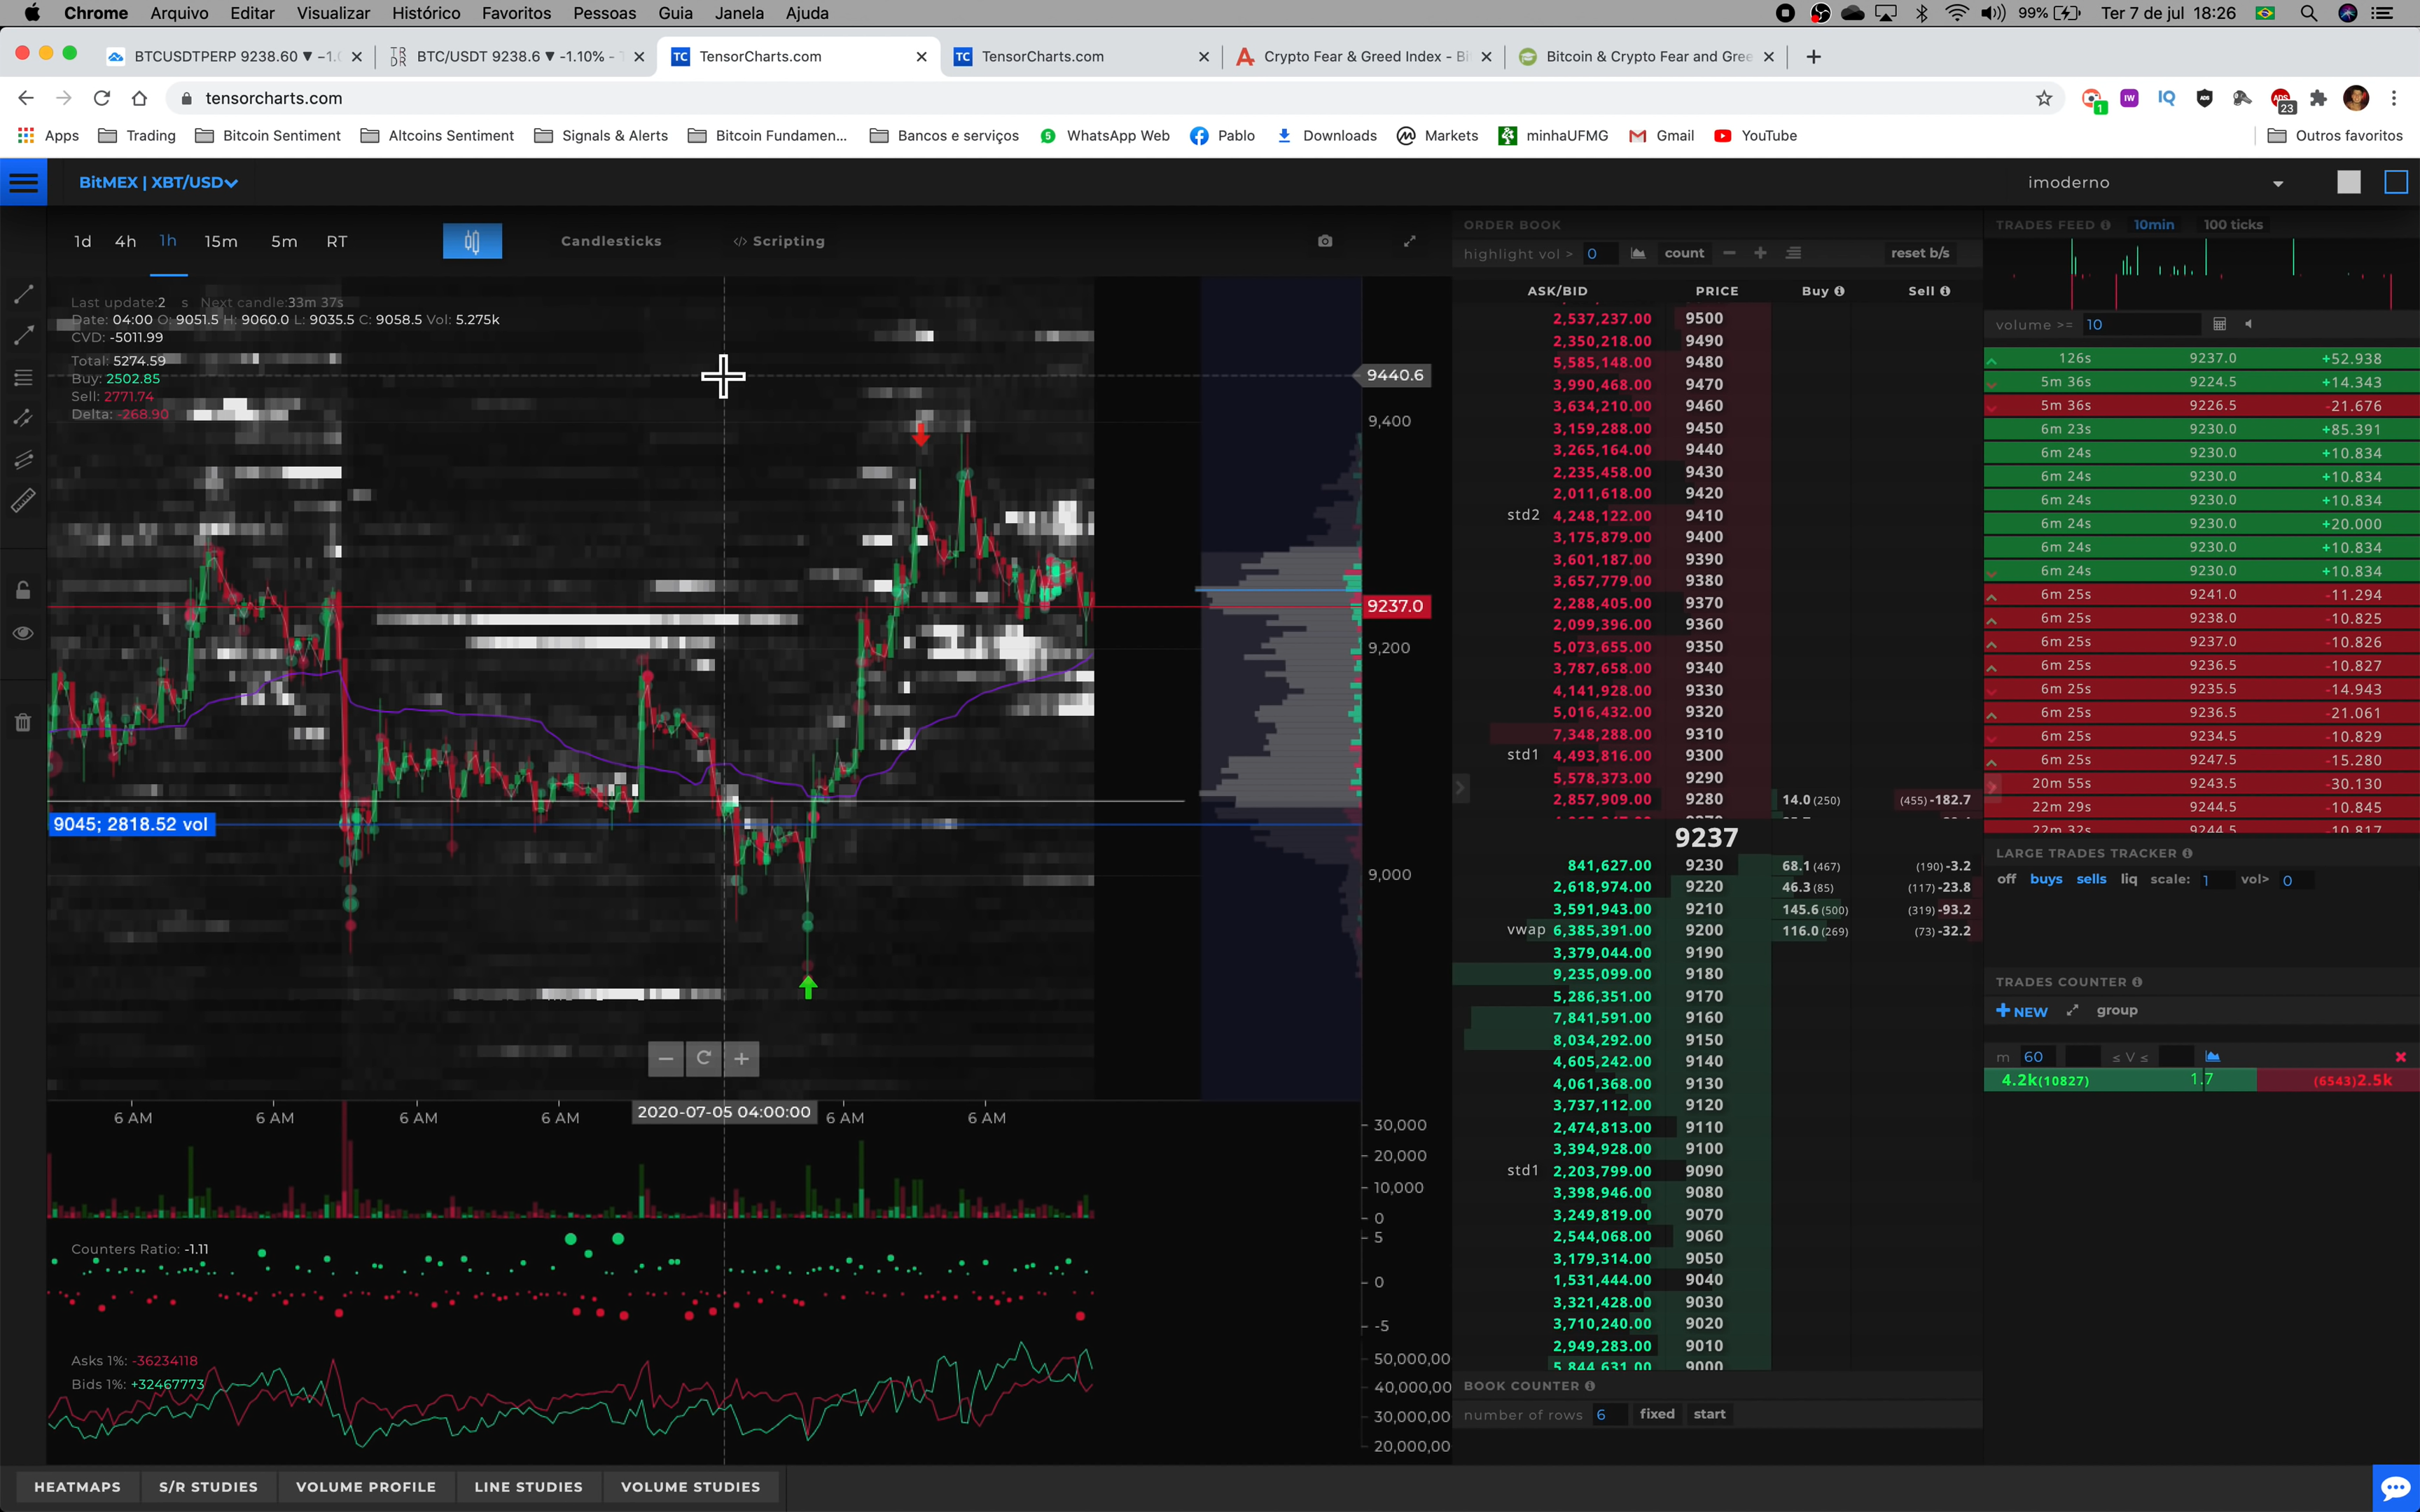 Chrome Arquivo Editar Visualizar Histórico Favoritos Pessoas Guia Janela Ajuda 99% Ter 7 de jul 18:26
BTCUSDTPERP 9238.60 ▼ −1.
BTC/USDT 9238.6 ▼ -1.10% -
TensorCharts.com
TensorCharts.com
Crypto Fear & Greed Index - Bi
Bitcoin & Crypto Fear and Gree
tensorcharts.com
1 IW IQ ADS 23
Apps Trading Bitcoin Sentiment Altcoins Sentiment Signals & Alerts Bitcoin Fundamen... Bancos e serviços WhatsApp Web Pablo Downloads Markets minhaUFMG Gmail YouTube Outros favoritos
BitMEX | XBT/USD
imoderno
1d 4h 1h 15m 5m RT Candlesticks </> Scripting
Last update:2 s Next candle:33m 37s
Date: 04:00 O: 9051.5 H: 9060.0 L: 9035.5 C: 9058.5 Vol: 5.275k
CVD: -5011.99
Total: 5274.59
Buy: 2502.85
Sell: 2771.74
Delta: -268.90
9440.6
9,400
9237.0
9,200
9045; 2818.52 vol
9,000
− +
6 AM 6 AM 6 AM 6 AM 2020-07-05 04:00:00 6 AM 6 AM
30,000
20,000
10,000
0
Counters Ratio: -1.11
5
0
-5
Asks 1%: -36234118
Bids 1%: +32467773
50,000,00
40,000,00
30,000,00
20,000,00
HEATMAPS S/R STUDIES VOLUME PROFILE LINE STUDIES VOLUME STUDIES
ORDER BOOK
highlight vol > 0 count − + reset b/s
ASK/BID PRICE Buy Sell
2,537,237.00 9500
2,350,218.00 9490
5,585,148.00 9480
3,990,468.00 9470
3,634,210.00 9460
3,159,288.00 9450
3,265,164.00 9440
2,235,458.00 9430
2,011,618.00 9420
std2 4,248,122.00 9410
3,175,879.00 9400
3,601,187.00 9390
3,657,779.00 9380
2,288,405.00 9370
2,099,396.00 9360
5,073,655.00 9350
3,787,658.00 9340
4,141,928.00 9330
5,016,432.00 9320
7,348,288.00 9310
std1 4,493,816.00 9300
5,578,373.00 9290
2,857,909.00 9280 14.0 (250) (455) -182.7
9237
841,627.00 9230 68.1 (467) (190) -3.2
2,618,974.00 9220 46.3 (85) (117) -23.8
3,591,943.00 9210 145.6 (500) (319) -93.2
vwap 6,385,391.00 9200 116.0 (269) (73) -32.2
3,379,044.00 9190
9,235,099.00 9180
5,286,351.00 9170
7,841,591.00 9160
8,034,292.00 9150
4,605,242.00 9140
4,061,368.00 9130
3,737,112.00 9120
2,474,813.00 9110
3,394,928.00 9100
std1 2,203,799.00 9090
3,398,946.00 9080
3,249,819.00 9070
2,544,068.00 9060
3,179,314.00 9050
1,531,444.00 9040
3,321,428.00 9030
3,710,240.00 9020
2,949,283.00 9010
5,844,631.00 9000
BOOK COUNTER
number of rows 6 fixed start
TRADES FEED 10min 100 ticks
volume >= 10
126s 9237.0 +52.938
5m 36s 9224.5 +14.343
5m 36s 9226.5 -21.676
6m 23s 9230.0 +85.391
6m 24s 9230.0 +10.834
6m 24s 9230.0 +10.834
6m 24s 9230.0 +10.834
6m 24s 9230.0 +20.000
6m 24s 9230.0 +10.834
6m 24s 9230.0 +10.834
6m 25s 9241.0 -11.294
6m 25s 9238.0 -10.825
6m 25s 9237.0 -10.826
6m 25s 9236.5 -10.827
6m 25s 9235.5 -14.943
6m 25s 9236.5 -21.061
6m 25s 9234.5 -10.829
6m 25s 9247.5 -15.280
20m 55s 9243.5 -30.130
22m 29s 9244.5 -10.845
22m 32s 9244.5 -10.817
LARGE TRADES TRACKER
off buys sells liq scale: 1 vol> 0
TRADES COUNTER
+ NEW group
m 60 ≤ V ≤
4.2k(10827) 1.7 (6543)2.5k